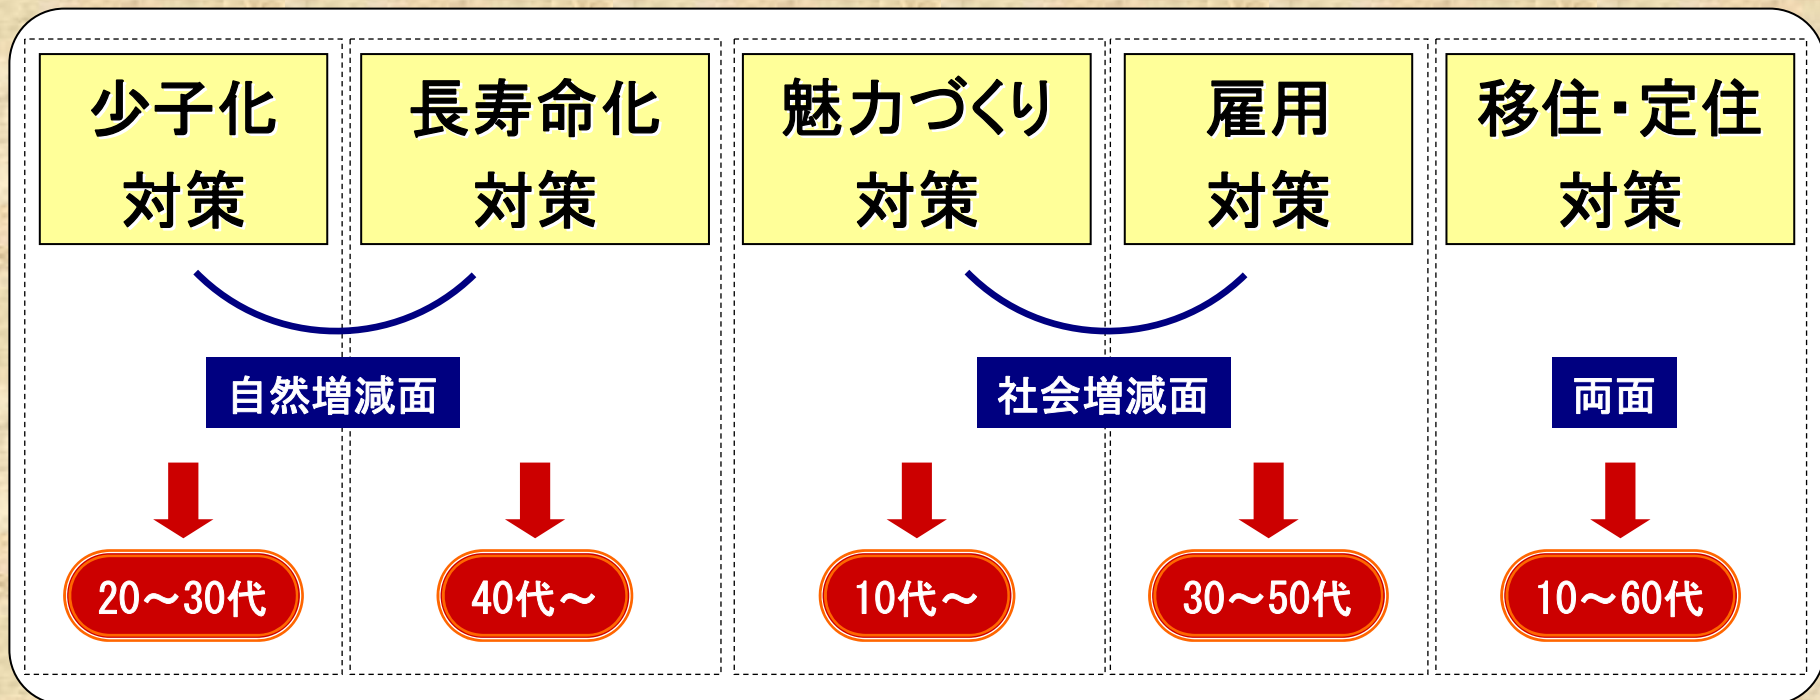 少子化
対策
長寿命化
対策
魅力づくり
対策
雇用
対策
移住・定住
対策
自然増減面
社会増減面
両面
20～30代
40代～
10代～
30～50代
10～60代